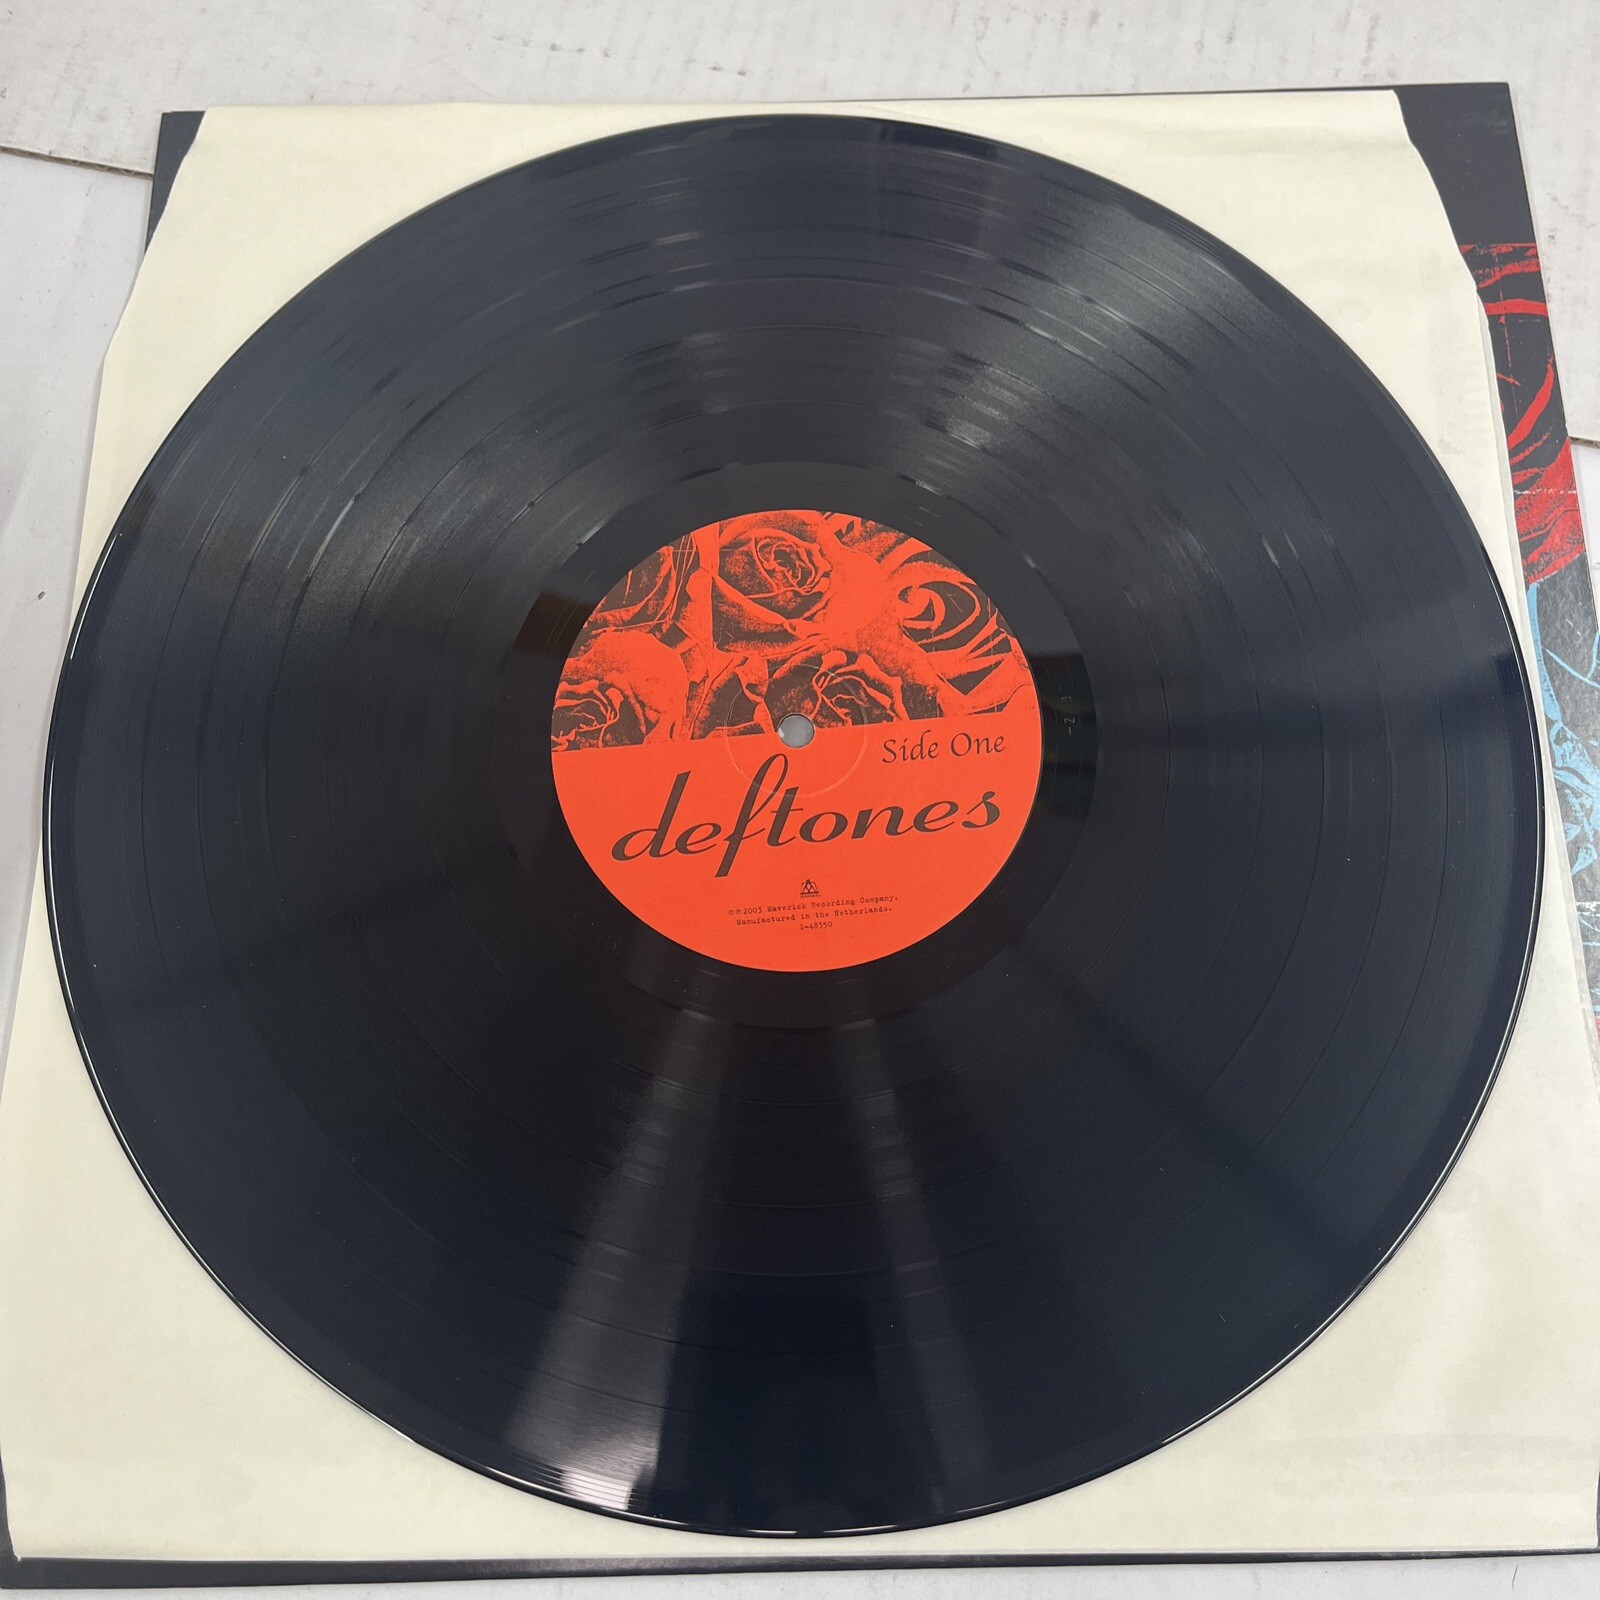 Side One
deftones
©℗2003 Maverick Recording Company.
Manufactured in the Netherlands.
1-48350